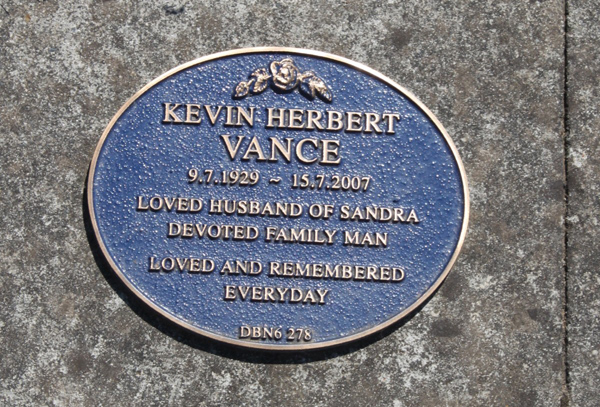 KEVIN HERBERT
VANCE
9.7.1929 ~ 15.7.2007
LOVED HUSBAND OF SANDRA
DEVOTED FAMILY MAN
LOVED AND REMEMBERED
EVERYDAY
DBN6 278